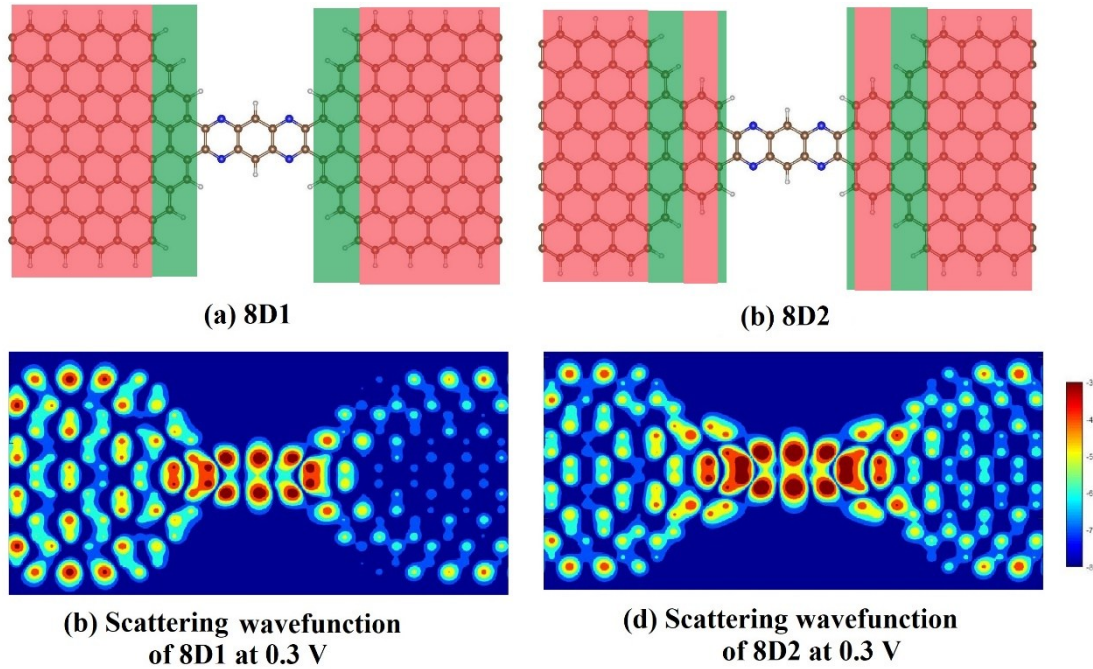 (a) 8D1
(b) 8D2
(b) Scattering wavefunction
of 8D1 at 0.3 V
(d) Scattering wavefunction
of 8D2 at 0.3 V
-3
-4
-5
-6
-7
-8